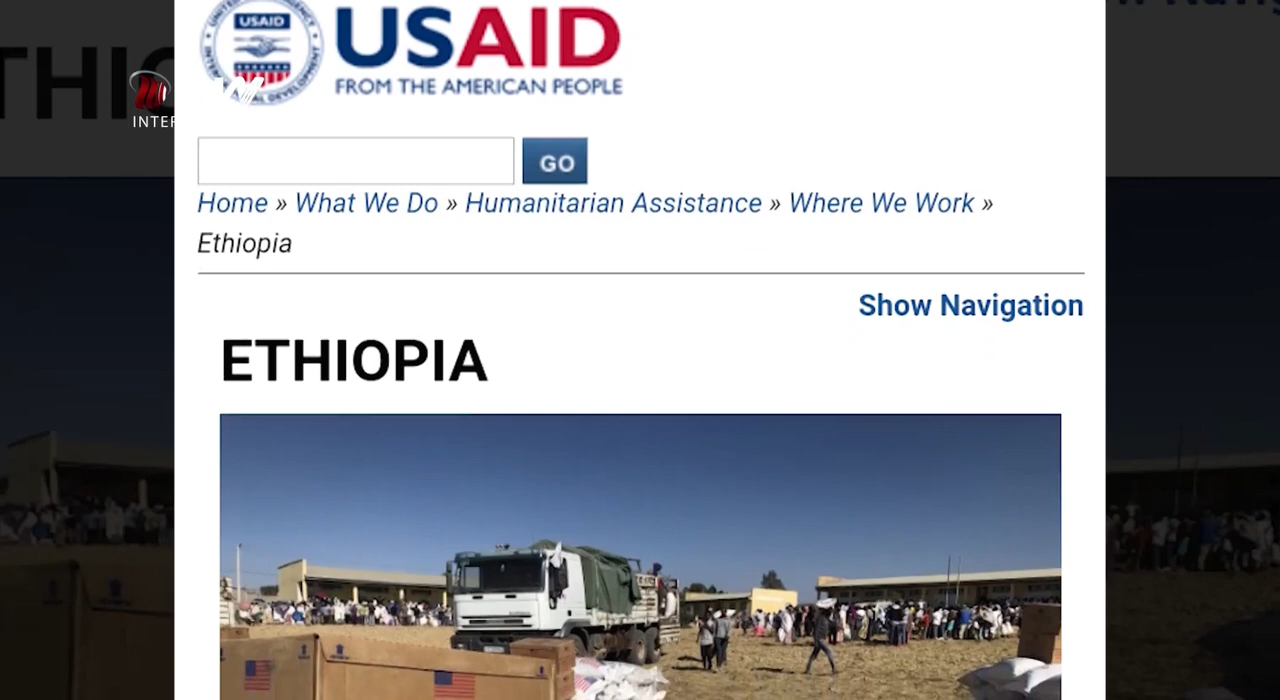 USAID
USAID
FROM THE AMERICAN PEOPLE
INTER
GO
Home » What We Do » Humanitarian Assistance » Where We Work »
Ethiopia
Show Navigation
ETHIOPIA